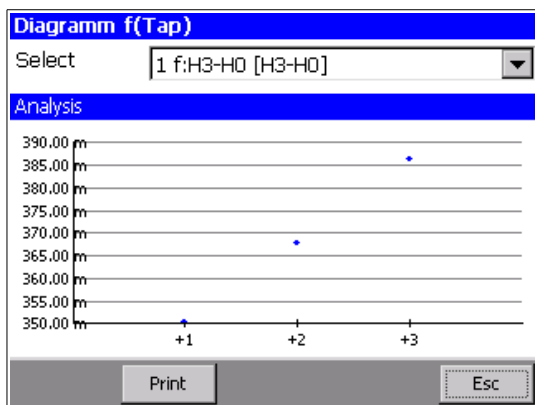 Diagramm f(Tap)
Select 1 f:H3-H0 [H3-H0]
Analysis
390.00 m
385.00 m
380.00 m
375.00 m
370.00 m
365.00 m
360.00 m
355.00 m
350.00 m
+1 +2 +3
Print Esc